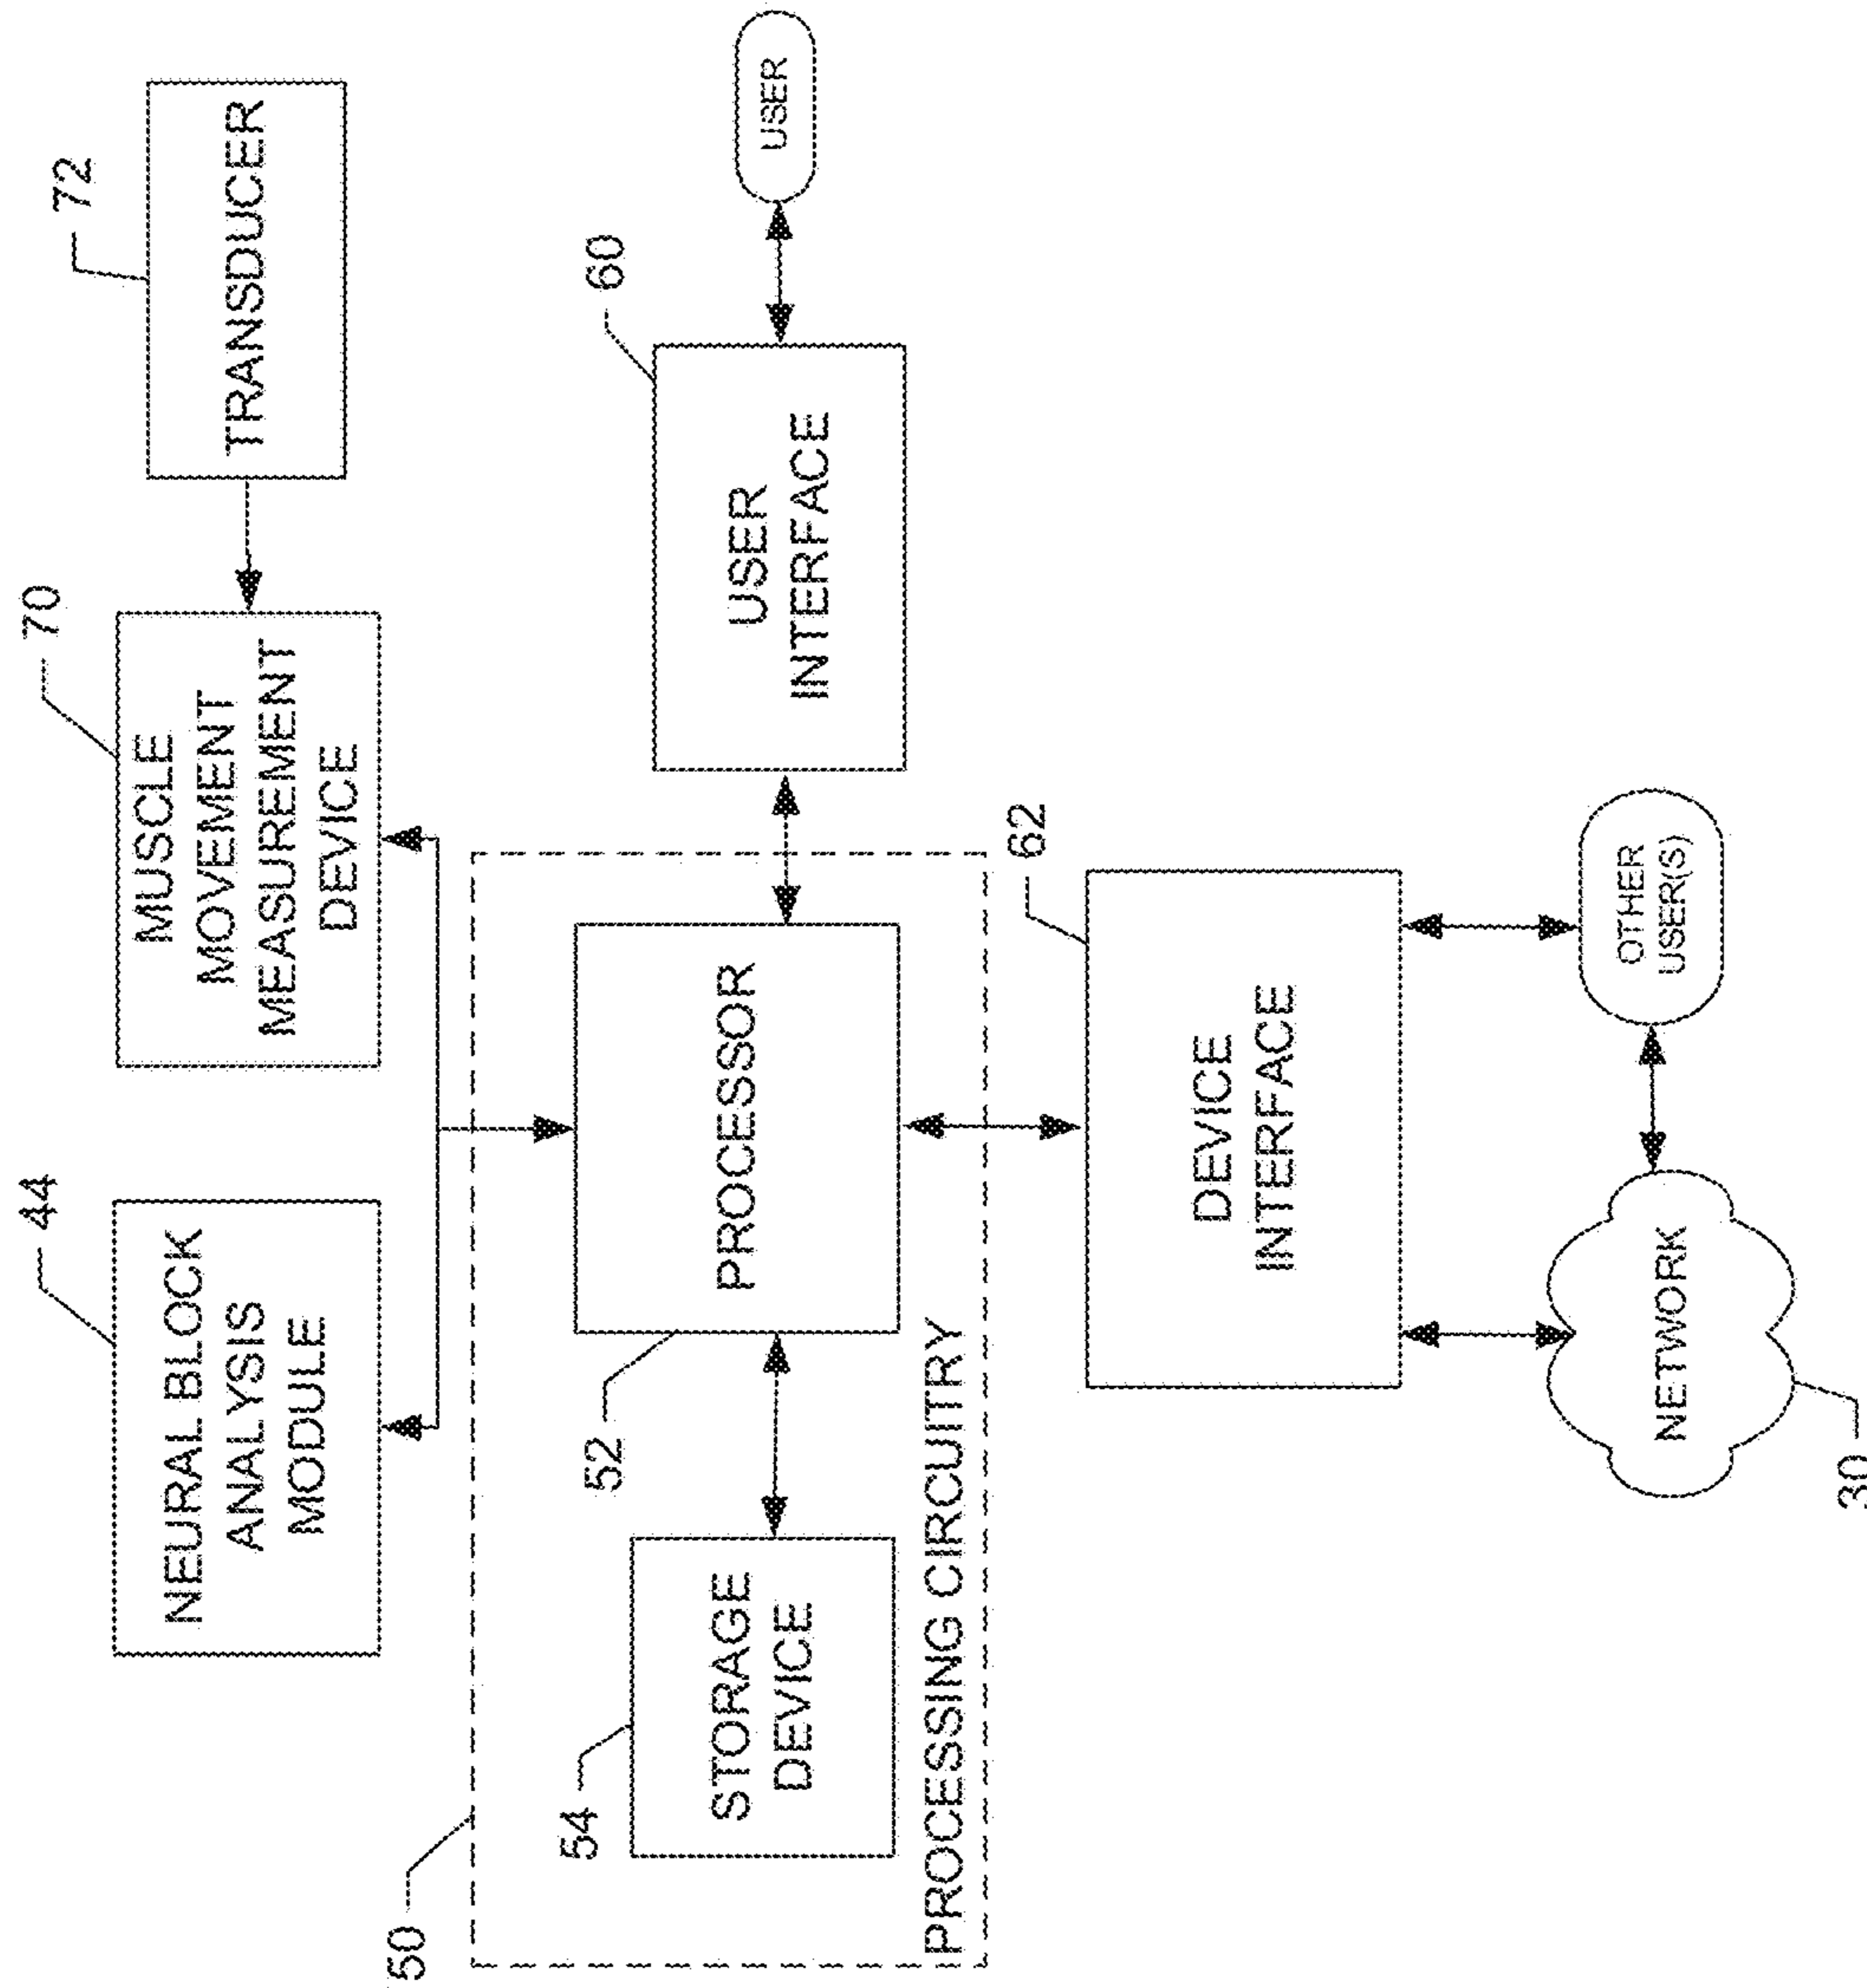 44
NEURAL BLOCK
ANALYSIS
MODULE
70
MUSCLE
MOVEMENT
MEASUREMENT
DEVICE
72
TRANSDUCER
50
54
STORAGE
DEVICE
52
PROCESSOR
PROCESSING CIRCUITRY
60
USER
INTERFACE
USER
62
DEVICE
INTERFACE
NETWORK
30
OTHER
USER(S)